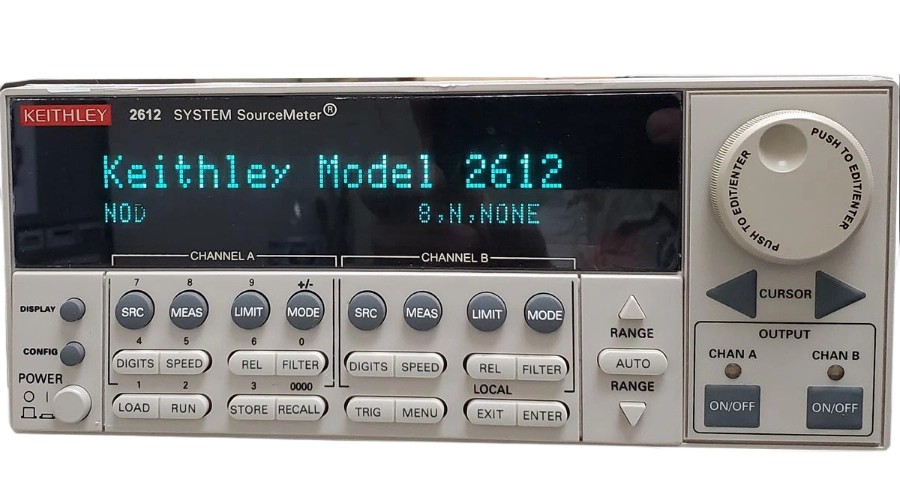 KEITHLEY 2612 SYSTEM SourceMeter®
Keithley Model 2612
NOD 8,N,NONE
CHANNEL A CHANNEL B
PUSH TO EDIT/ENTER
PUSH TO EDIT/ENTER
7 8 9 +/-
DISPLAY SRC MEAS LIMIT MODE SRC MEAS LIMIT MODE
CURSOR
RANGE
4 5 6 0
CONFIG DIGITS SPEED REL FILTER DIGITS SPEED REL FILTER AUTO
OUTPUT
CHAN A CHAN B
POWER 1 2 3 0000 LOCAL RANGE
LOAD RUN STORE RECALL TRIG MENU EXIT ENTER
ON/OFF ON/OFF